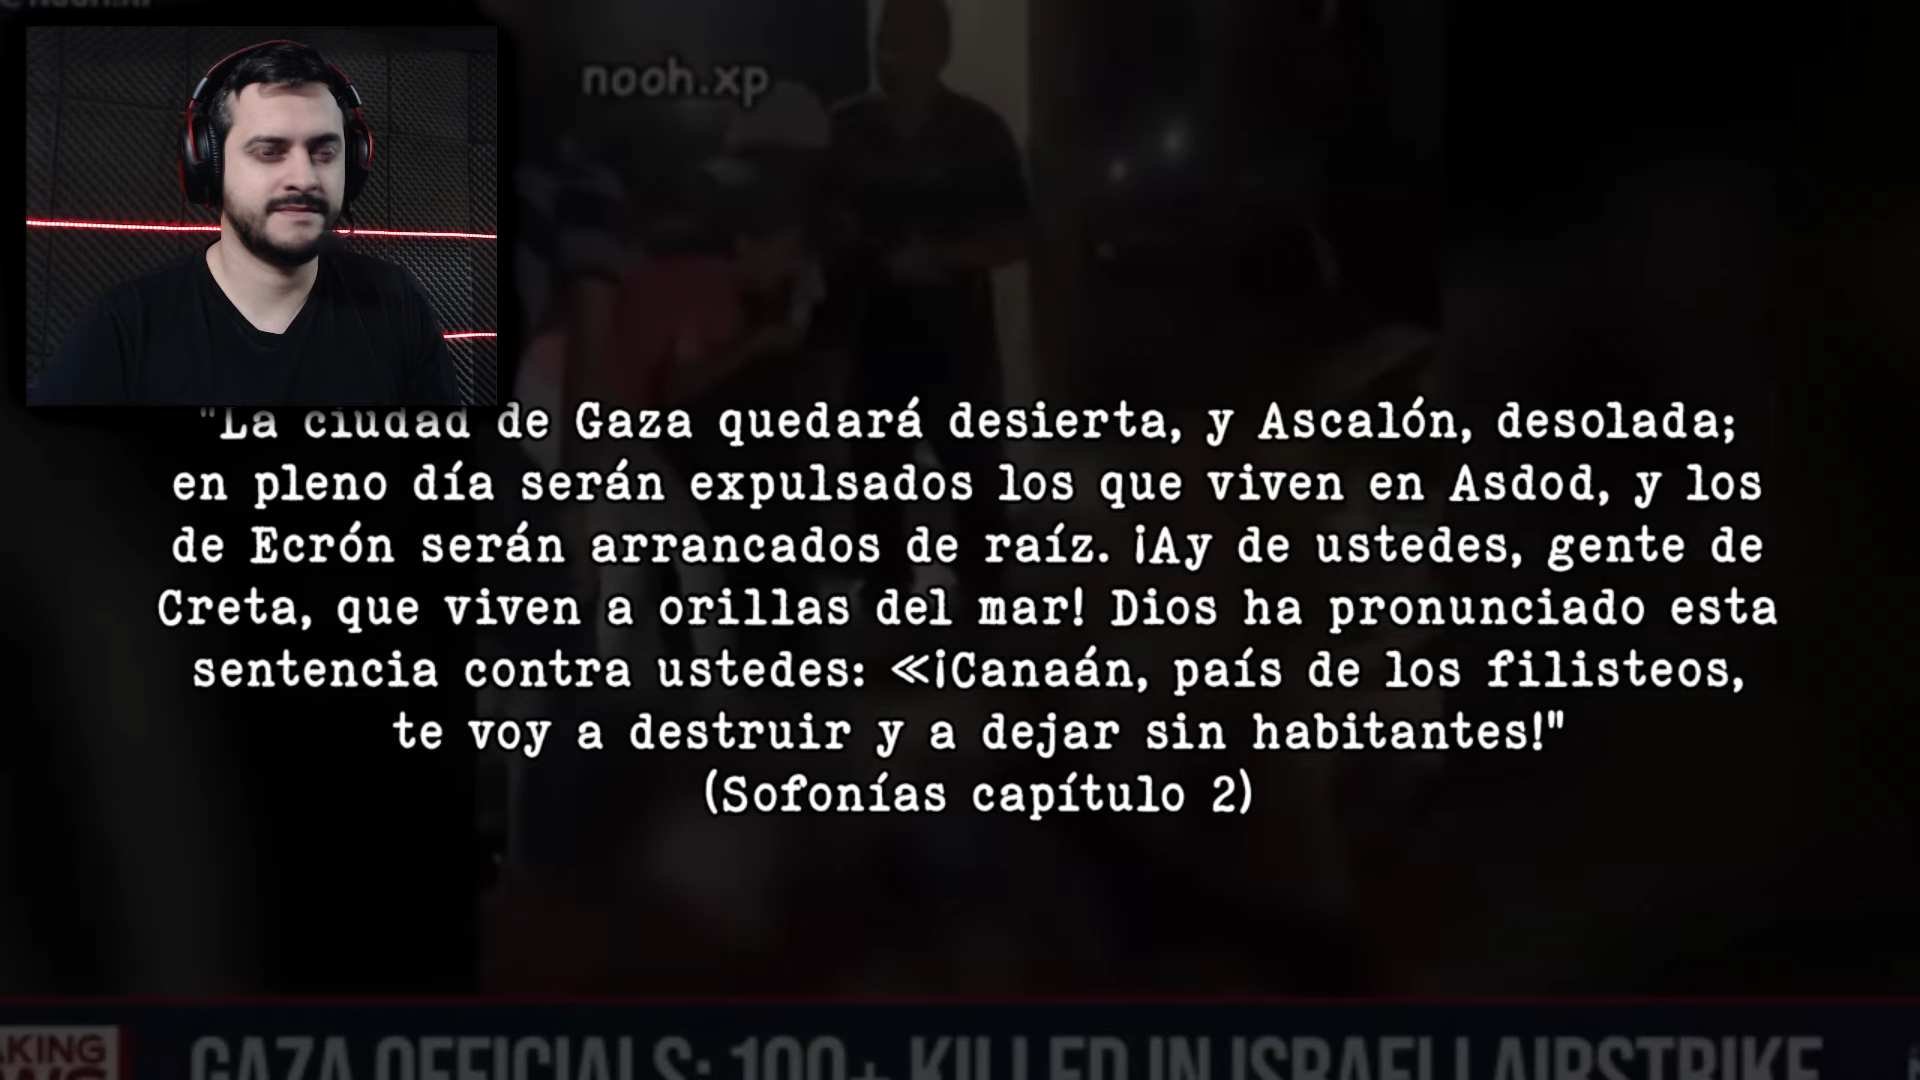 nooh.xp
"La ciudad de Gaza quedará desierta, y Ascalón, desolada;
en pleno día serán expulsados los que viven en Asdod, y los
de Ecrón serán arrancados de raíz. ¡Ay de ustedes, gente de
Creta, que viven a orillas del mar! Dios ha pronunciado esta
sentencia contra ustedes: «¡Canaán, país de los filisteos,
te voy a destruir y a dejar sin habitantes!"
(Sofonías capítulo 2)
GAZA OFFICIALS: 100+ KILLED IN ISRAELI AIRSTRIKE